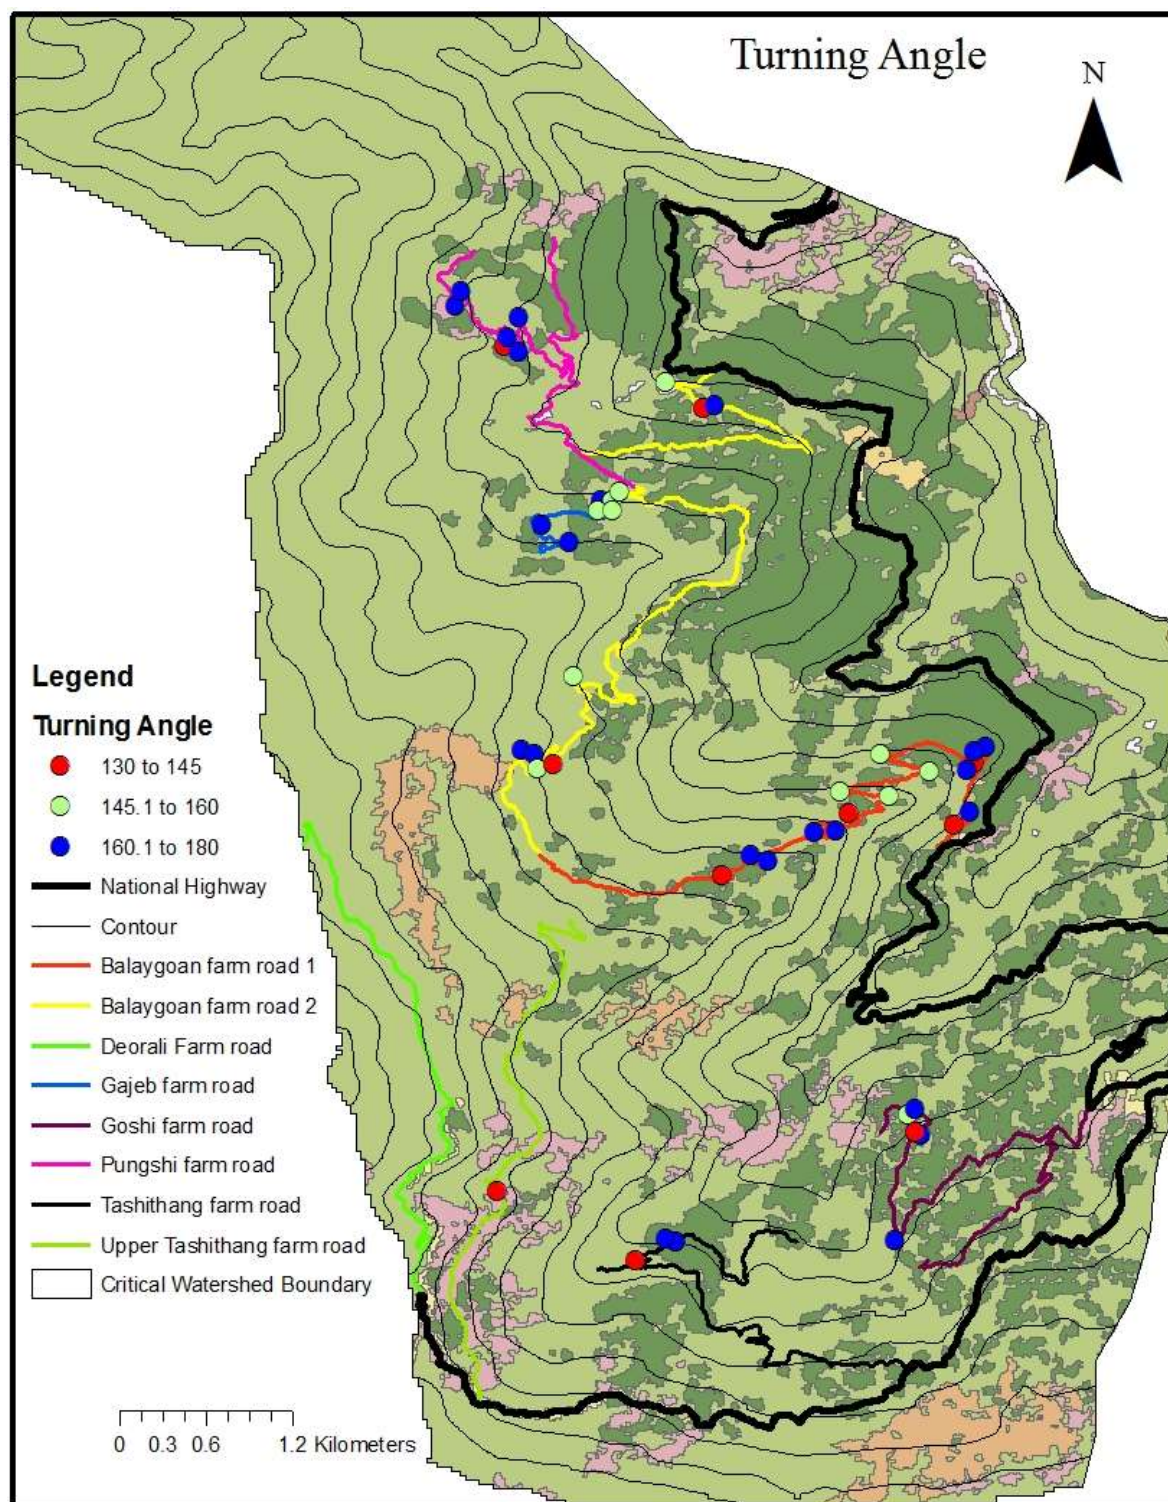 Turning Angle
N
Legend
Turning Angle
130 to 145
145.1 to 160
160.1 to 180
National Highway
Contour
Balaygoan farm road 1
Balaygoan farm road 2
Deorali Farm road
Gajeb farm road
Goshi farm road
Pungshi farm road
Tashithang farm road
Upper Tashithang farm road
Critical Watershed Boundary
0 0.3 0.6 1.2 Kilometers